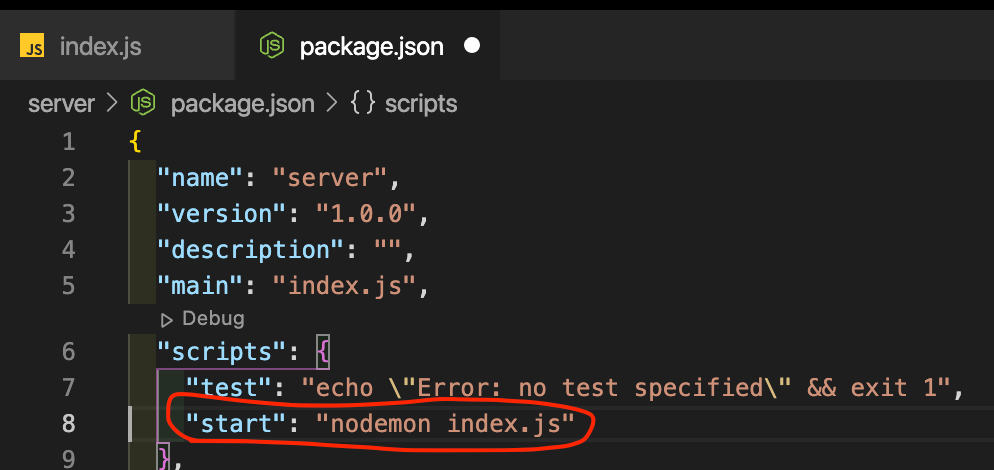 JS index.js
JS package.json
server > JS package.json > {} scripts
1 {
2 "name": "server",
3 "version": "1.0.0",
4 "description": "",
5 "main": "index.js",
Debug
6 "scripts": {
7 "test": "echo \"Error: no test specified\" && exit 1",
8 "start": "nodemon index.js"
9 },